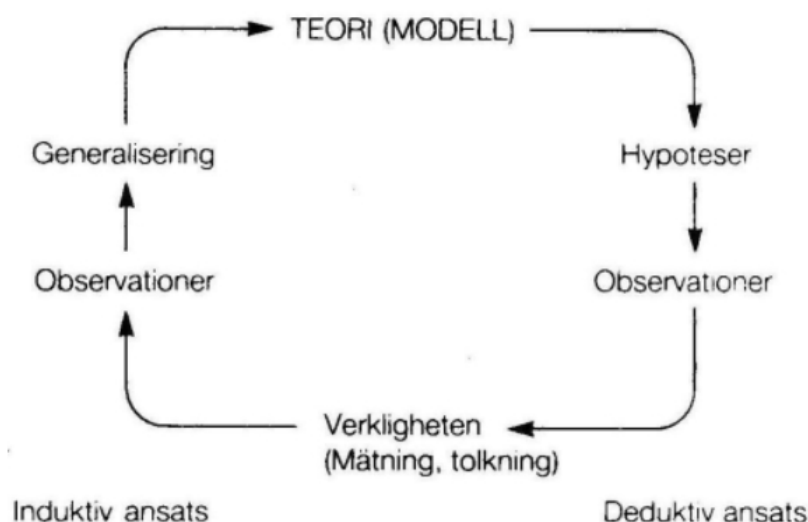 TEORI (MODELL)
Generalisering
Hypoteser
Observationer
Observationer
Verkligheten
(Mätning, tolkning)
Induktiv ansats
Deduktiv ansats